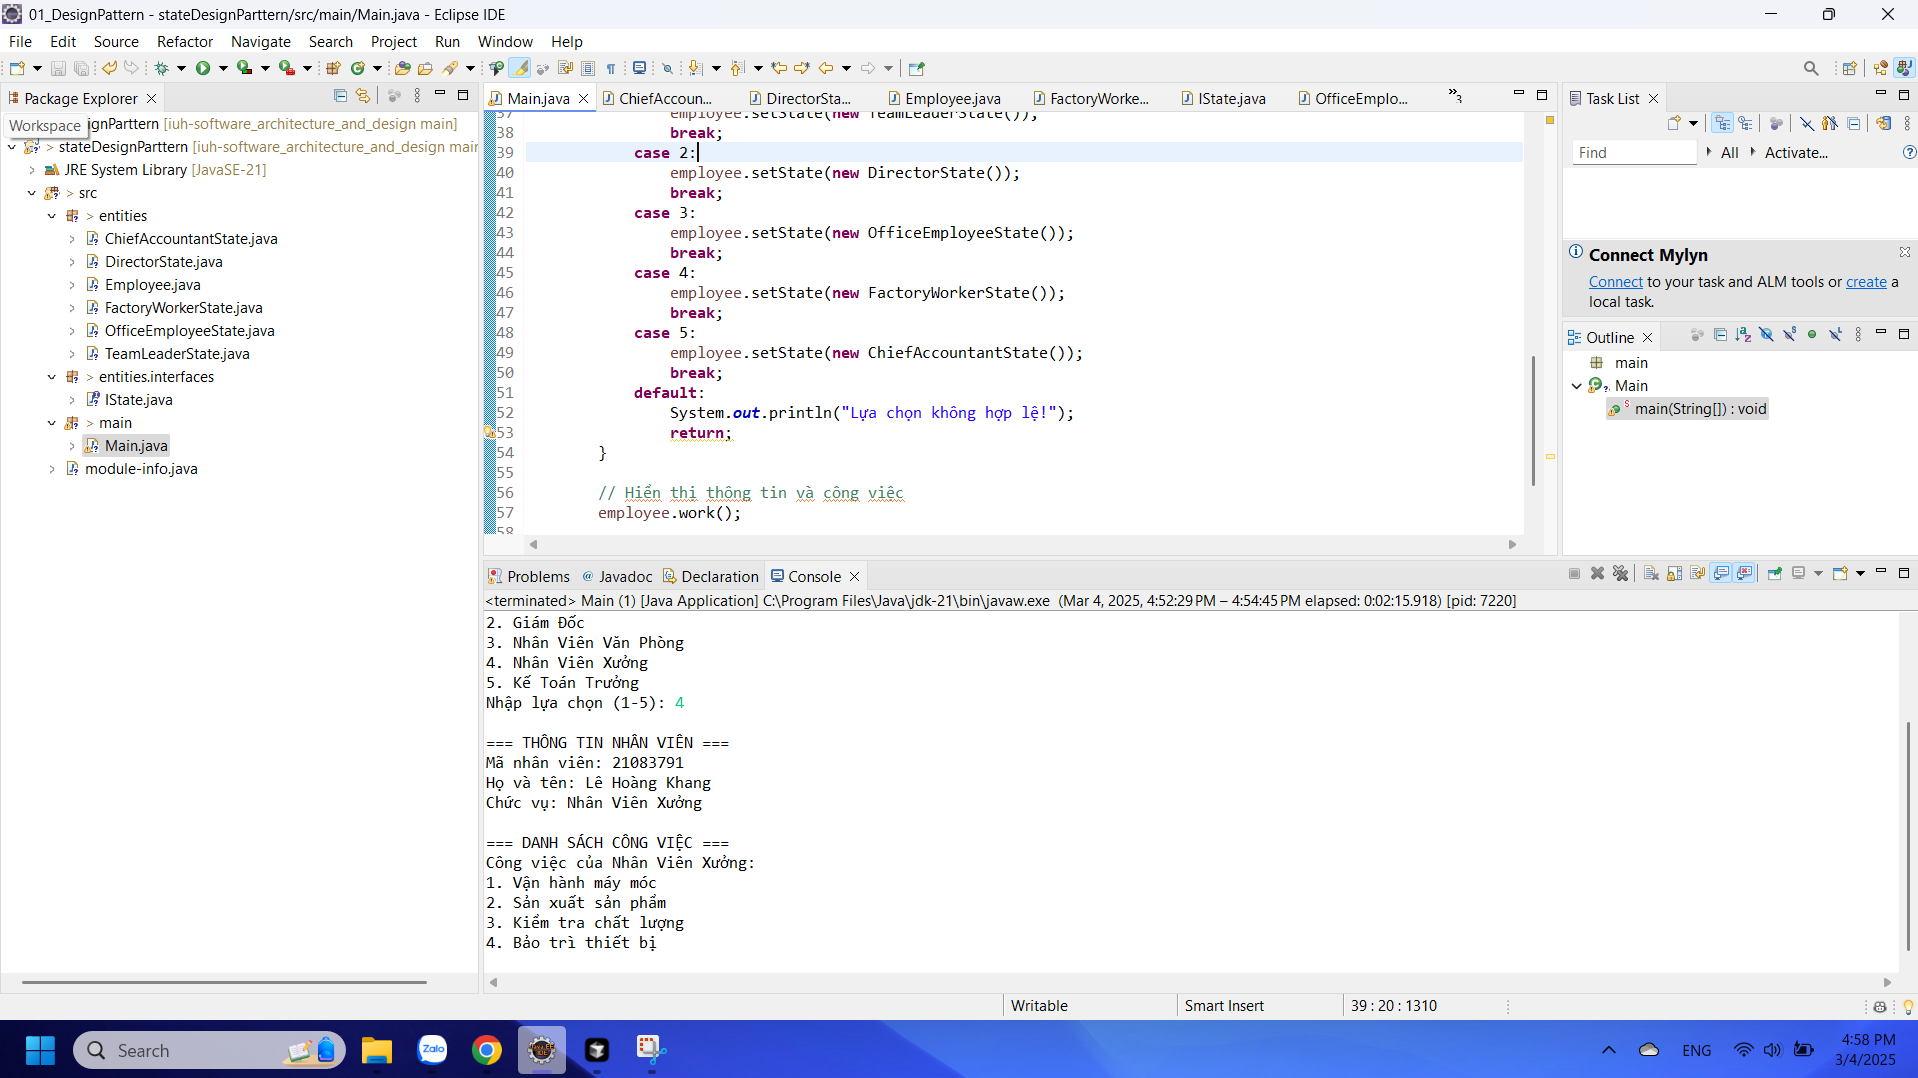 01_DesignPattern - stateDesignParttern/src/main/Main.java - Eclipse IDE
File Edit Source Refactor Navigate Search Project Run Window Help
Package Explorer
Workspace
ignParttern [iuh-software_architecture_and_design main]
> stateDesignParttern [iuh-software_architecture_and_design mair
JRE System Library [JavaSE-21]
> src
> entities
ChiefAccountantState.java
DirectorState.java
Employee.java
FactoryWorkerState.java
OfficeEmployeeState.java
TeamLeaderState.java
> entities.interfaces
IState.java
> main
Main.java
module-info.java
Main.java ChiefAccoun... DirectorSta... Employee.java FactoryWorke... IState.java OfficeEmplo... »3
37 employee.setState(new TeamLeaderState());
38 break;
39 case 2:
40 employee.setState(new DirectorState());
41 break;
42 case 3:
43 employee.setState(new OfficeEmployeeState());
44 break;
45 case 4:
46 employee.setState(new FactoryWorkerState());
47 break;
48 case 5:
49 employee.setState(new ChiefAccountantState());
50 break;
51 default:
52 System.out.println("Lựa chọn không hợp lệ!");
53 return;
54 }
55
56 // Hiển thị thông tin và công việc
57 employee.work();
58
Task List
Find All Activate...
Connect Mylyn
Connect to your task and ALM tools or create a
local task.
Outline
main
Main
main(String[]) : void
Problems @ Javadoc Declaration Console
<terminated> Main (1) [Java Application] C:\Program Files\Java\jdk-21\bin\javaw.exe (Mar 4, 2025, 4:52:29 PM – 4:54:45 PM elapsed: 0:02:15.918) [pid: 7220]
2. Giám Đốc
3. Nhân Viên Văn Phòng
4. Nhân Viên Xưởng
5. Kế Toán Trưởng
Nhập lựa chọn (1-5): 4
=== THÔNG TIN NHÂN VIÊN ===
Mã nhân viên: 21083791
Họ và tên: Lê Hoàng Khang
Chức vụ: Nhân Viên Xưởng
=== DANH SÁCH CÔNG VIỆC ===
Công việc của Nhân Viên Xưởng:
1. Vận hành máy móc
2. Sản xuất sản phẩm
3. Kiểm tra chất lượng
4. Bảo trì thiết bị
Writable Smart Insert 39 : 20 : 1310
Search Zalo ENG 4:58 PM
3/4/2025